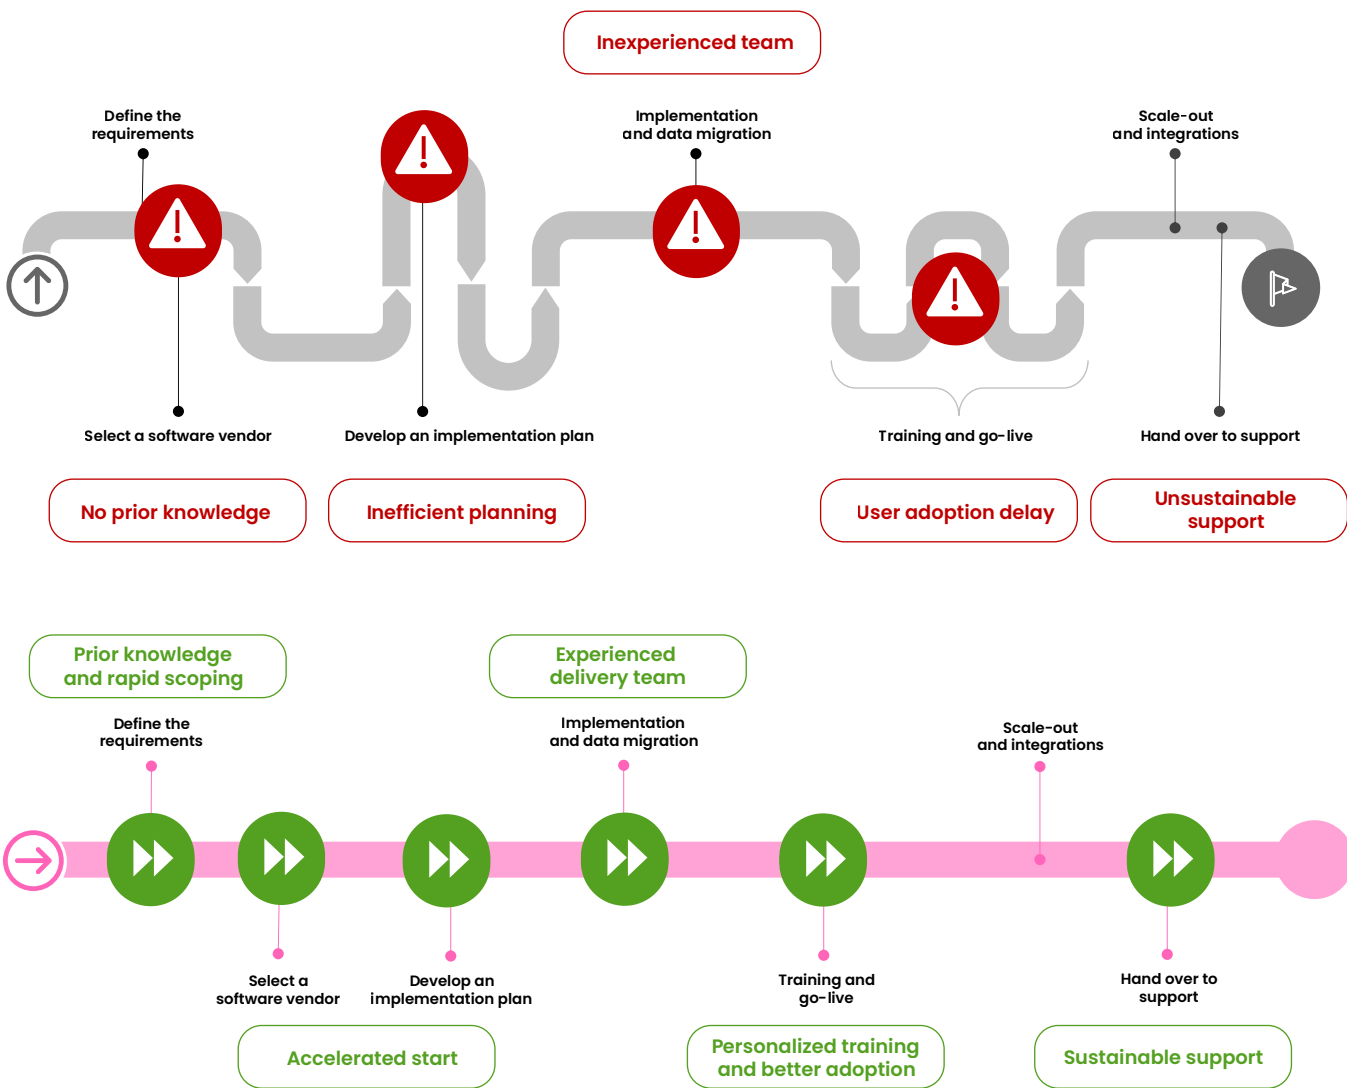 Inexperienced team
Define the
requirements
Implementation
and data migration
Scale-out
and integrations
Select a software vendor
Develop an implementation plan
Training and go-live
Hand over to support
No prior knowledge
Inefficient planning
User adoption delay
Unsustainable
support
Prior knowledge
and rapid scoping
Experienced
delivery team
Define the
requirements
Implementation
and data migration
Scale-out
and integrations
Select a
software vendor
Develop an
implementation plan
Training and
go-live
Hand over to
support
Accelerated start
Personalized training
and better adoption
Sustainable support